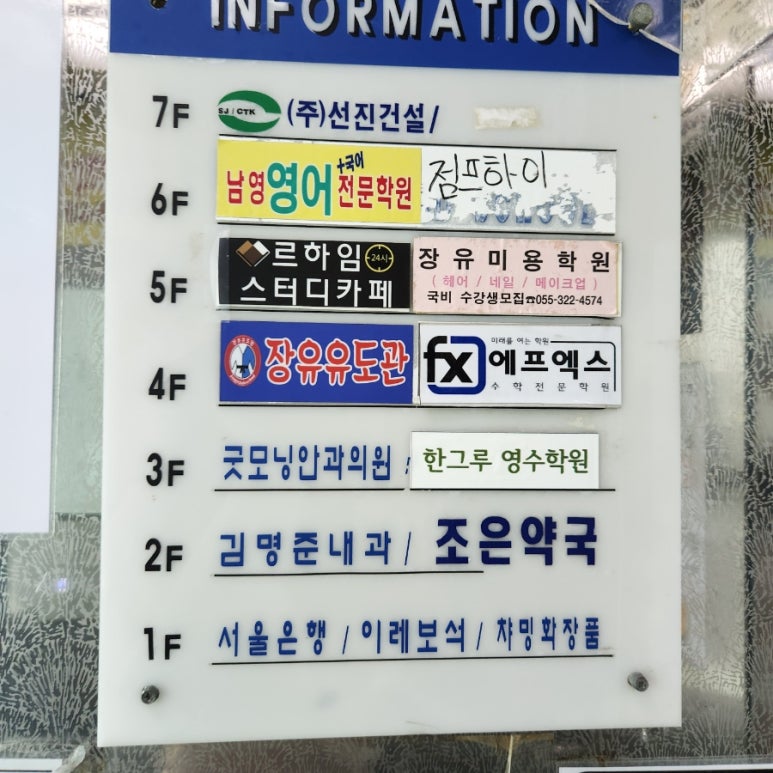 INFORMATION
7F SJ / CTK (주)선진건설 /
6F 남영영어 +국어 전문학원 점프하이
5F 르하임 24시 스터디카페 장유미용학원
( 헤어 / 네일 / 메이크업 )
국비 수강생모집☎055-322-4574
4F 장유유도관 미래를 여는 학원
fx 에프엑스
수학전문학원
3F 굿모닝안과의원 / 한그루 영수학원
2F 김명준내과 / 조은약국
1F 서울은행 / 이레보석 / 챠밍화장품